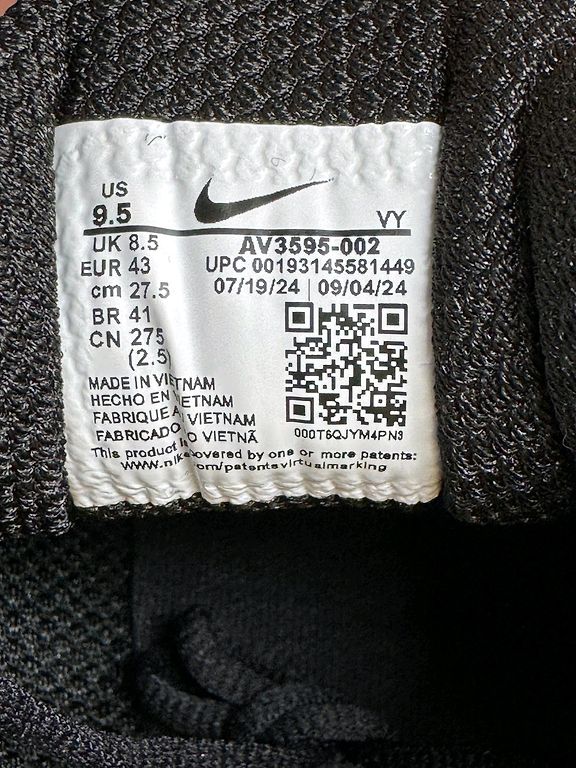 US
9.5
VY
UK 8.5
AV3595-002
EUR 43
UPC 00193145581449
cm 27.5
07/19/24 | 09/04/24
BR 41
CN 275
(2.5)
MADE IN VIETNAM
HECHO EN VIETNAM
FABRIQUE A VIETNAM
FABRICADO O VIETNÃ
000T6QJYM4PN3
This product covered by one or more patents:
www.nike.com/patentsvirtualmarking